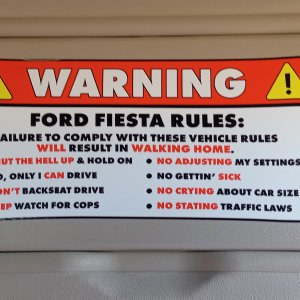 WARNING
FORD FIESTA RULES:
AILURE TO COMPLY WITH THESE VEHICLE RULES
WILL RESULT IN WALKING HOME.
UT THE HELL UP & HOLD ON
O, ONLY I CAN DRIVE
ON'T BACKSEAT DRIVE
EP WATCH FOR COPS
• NO ADJUSTING MY SETTINGS
• NO GETTIN' SICK
• NO CRYING ABOUT CAR SIZE
• NO STATING TRAFFIC LAWS